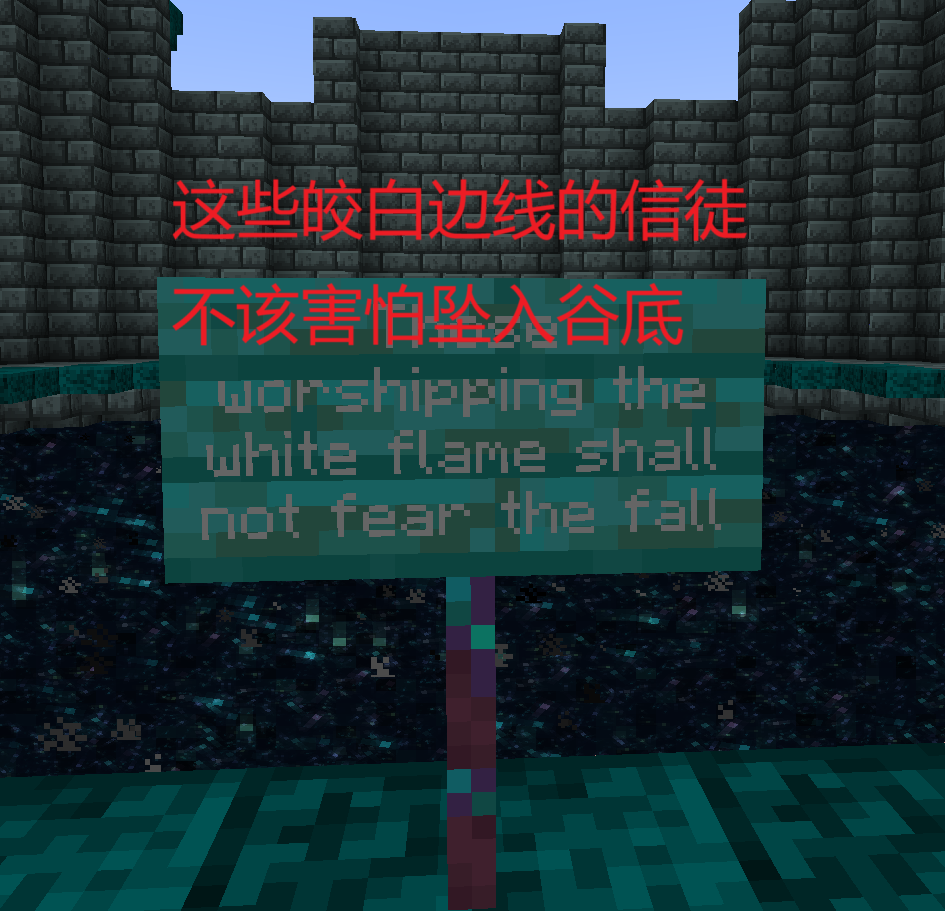 这些皎白边线的信徒
不该害怕坠入谷底
worshipping the
white flame shall
not fear the fall